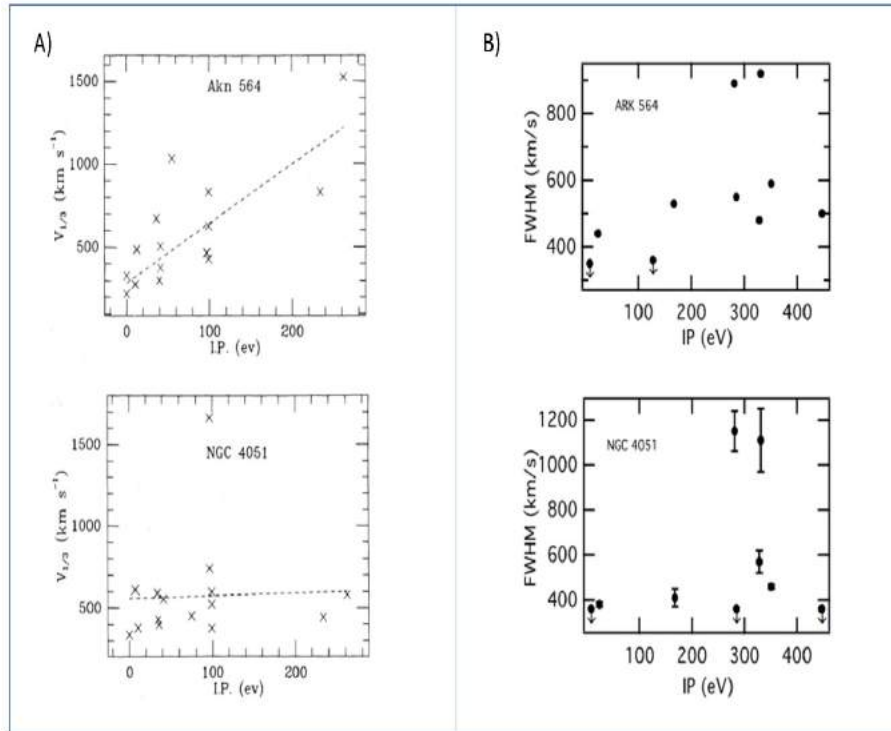 A)
1500
1000
500
V1/3 (km s⁻¹)
Akn 564
0
100
200
I.P. (ev)
1500
1000
500
V1/3 (km s⁻¹)
NGC 4051
0
100
200
I.P. (ev)
B)
800
600
400
FWHM (km/s)
ARK 564
100
200
300
400
IP (eV)
1200
1000
800
600
400
FWHM (km/s)
NGC 4051
100
200
300
400
IP (eV)